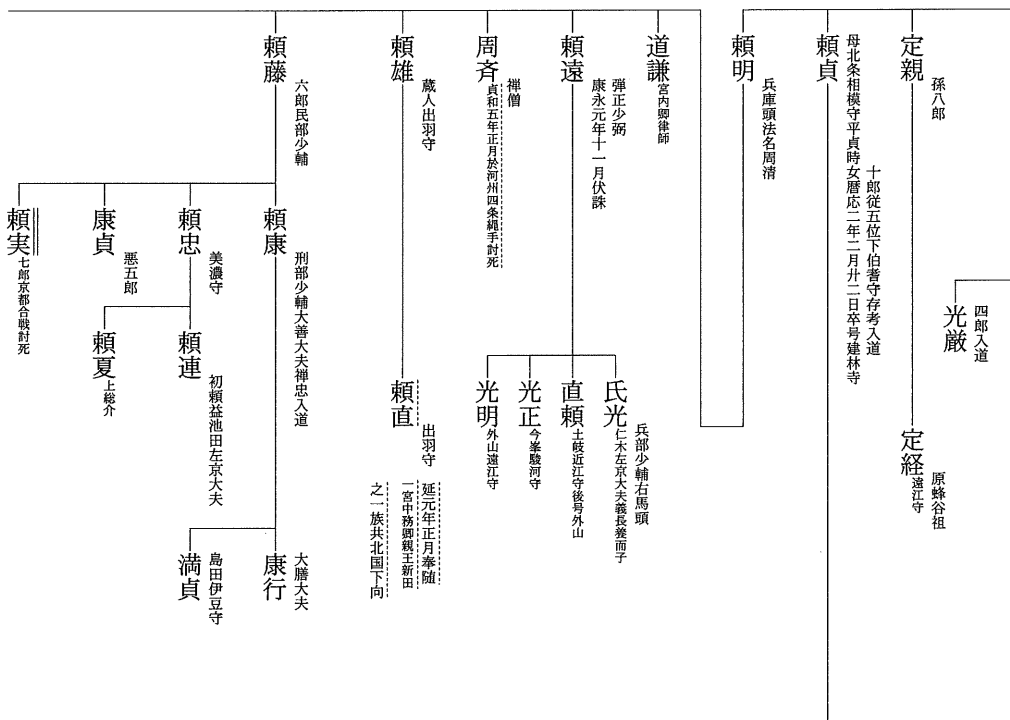 四郎入道
光厳
孫八郎
定親
原蜂谷祖
定経
遠江守
十郎従五位下伯耆守存考入道
母北条相模守平貞時女暦応二年二月廿二日卒号建林寺
頼貞
兵庫頭法名周清
頼明
道謙
宮内卿律師
弾正少弼
康永元年十一月伏誅
頼遠
兵部少輔右馬頭
氏光
仁木左京大夫義長養而子
直頼
土岐近江守後号外山
光正
今峯駿河守
光明
外山遠江守
禅僧
周斉
貞和五年正月於河州四条縄手討死
蔵人出羽守
頼雄
出羽守
頼直
延元年正月奉随
一宮中務卿親王新田
之一族共北国下向
六郎民部少輔
頼藤
刑部少輔大善大夫禅忠入道
頼康
大膳大夫
康行
島田伊豆守
満貞
美濃守
頼忠
初頼益池田左京大夫
頼連
頼夏
上総介
悪五郎
康貞
頼実
七郎京都合戦討死